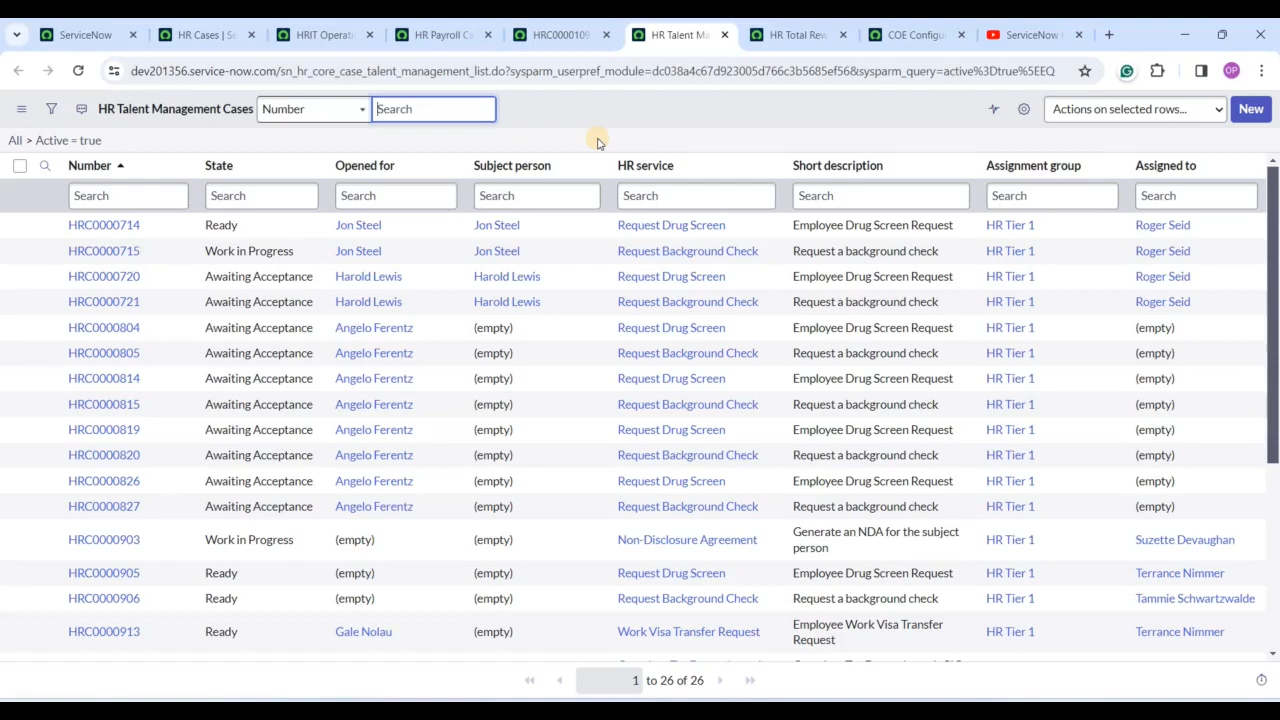 ServiceNow
HR Cases | S
HRIT Operati
HR Payroll C
HRC0000109
HR Talent Ma
HR Total Rew
COE Configu
ServiceNow
dev201356.service-now.com/sn_hr_core_case_talent_management_list.do?sysparm_userpref_module=dc038a4c67d923005d766c3b5685ef56&sysparm_query=active%3Dtrue%5EEQ
OP
HR Talent Management Cases Number Search Actions on selected rows... New
All > Active = true
Number State Opened for Subject person HR service Short description Assignment group Assigned to
Search Search Search Search Search Search Search Search
HRC0000714 Ready Jon Steel Jon Steel Request Drug Screen Employee Drug Screen Request HR Tier 1 Roger Seid
HRC0000715 Work in Progress Jon Steel Jon Steel Request Background Check Request a background check HR Tier 1 Roger Seid
HRC0000720 Awaiting Acceptance Harold Lewis Harold Lewis Request Drug Screen Employee Drug Screen Request HR Tier 1 Roger Seid
HRC0000721 Awaiting Acceptance Harold Lewis Harold Lewis Request Background Check Request a background check HR Tier 1 Roger Seid
HRC0000804 Awaiting Acceptance Angelo Ferentz (empty) Request Drug Screen Employee Drug Screen Request HR Tier 1 (empty)
HRC0000805 Awaiting Acceptance Angelo Ferentz (empty) Request Background Check Request a background check HR Tier 1 (empty)
HRC0000814 Awaiting Acceptance Angelo Ferentz (empty) Request Drug Screen Employee Drug Screen Request HR Tier 1 (empty)
HRC0000815 Awaiting Acceptance Angelo Ferentz (empty) Request Background Check Request a background check HR Tier 1 (empty)
HRC0000819 Awaiting Acceptance Angelo Ferentz (empty) Request Drug Screen Employee Drug Screen Request HR Tier 1 (empty)
HRC0000820 Awaiting Acceptance Angelo Ferentz (empty) Request Background Check Request a background check HR Tier 1 (empty)
HRC0000826 Awaiting Acceptance Angelo Ferentz (empty) Request Drug Screen Employee Drug Screen Request HR Tier 1 (empty)
HRC0000827 Awaiting Acceptance Angelo Ferentz (empty) Request Background Check Request a background check HR Tier 1 (empty)
HRC0000903 Work in Progress (empty) (empty) Non-Disclosure Agreement Generate an NDA for the subject person HR Tier 1 Suzette Devaughan
HRC0000905 Ready (empty) (empty) Request Drug Screen Employee Drug Screen Request HR Tier 1 Terrance Nimmer
HRC0000906 Ready (empty) (empty) Request Background Check Request a background check HR Tier 1 Tammie Schwartzwalde
HRC0000913 Ready Gale Nolau (empty) Work Visa Transfer Request Employee Work Visa Transfer Request HR Tier 1 Terrance Nimmer
1 to 26 of 26